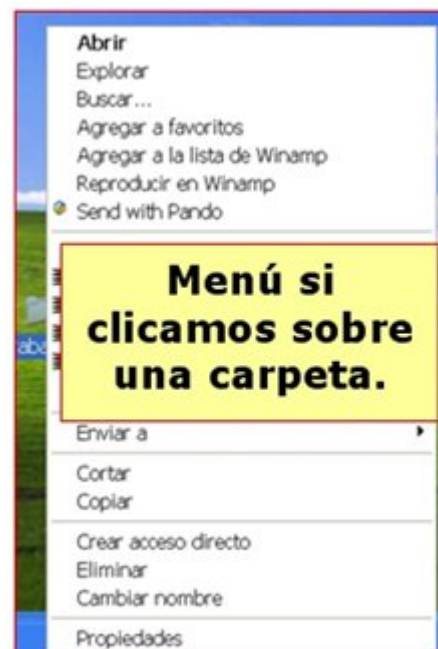 Abrir
Explorar
Buscar...
Agregar a favoritos
Agregar a la lista de Winamp
Reproducir en Winamp
Send with Pando
Menú si
clicamos sobre
una carpeta.
Enviar a
Cortar
Copiar
Crear acceso directo
Eliminar
Cambiar nombre
Propiedades